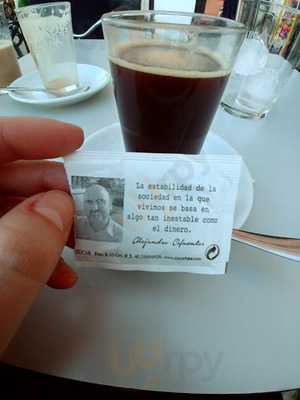 La estabilidad de la
sociedad en la que
vivimos se basa en
algo tan inestable como
el dinero.
Alejandro Cifuentes